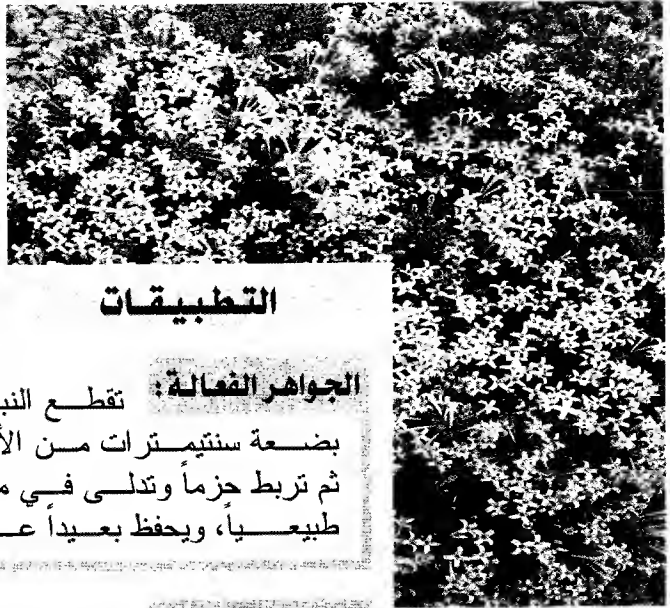 التطبيقات
الجواهر الفعالة: تقطع
بضعة سنتيمترات من
ثم تربط حزماً وتدلى في
طبيعياً، ويحفظ بعيداً